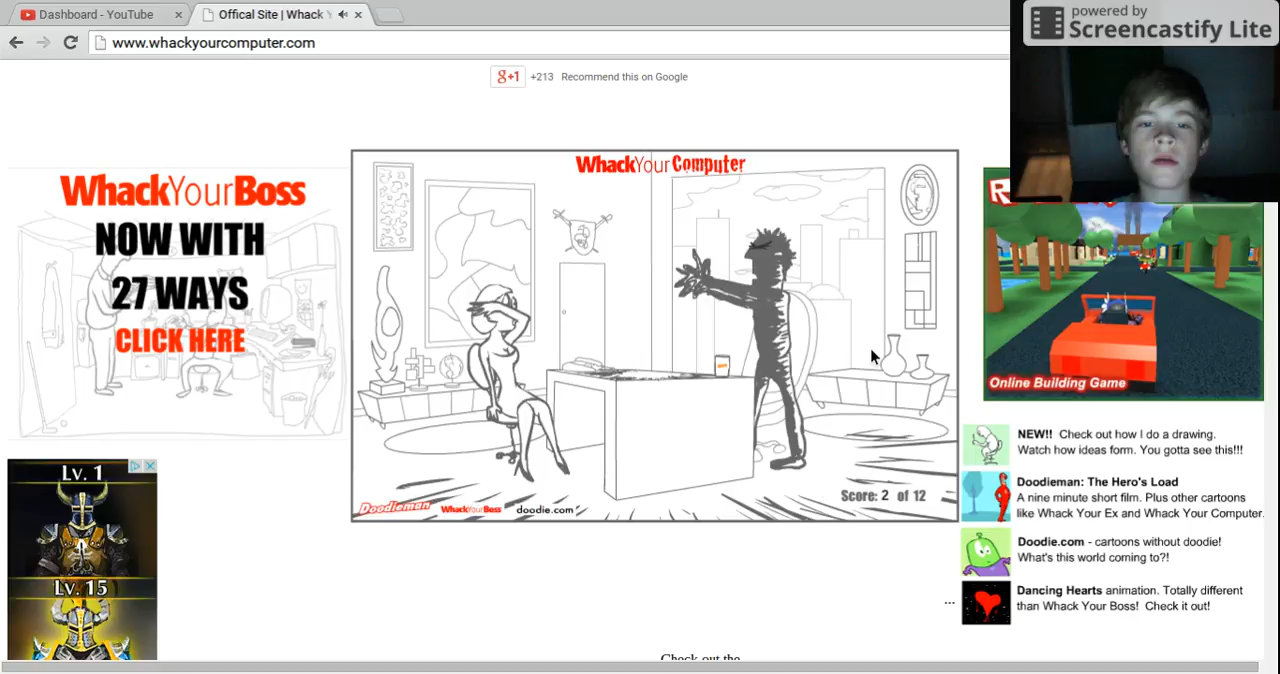 Dashboard - YouTube
Offical Site | Whack Y
powered by
Screencastify Lite
www.whackyourcomputer.com
g+1 +213 Recommend this on Google
WhackYourBoss
NOW WITH
27 WAYS
CLICK HERE
WhackYourComputer
Score: 2 of 12
Doodieman WhackYourBoss doodie.com
R
Online Building Game
LV. 1
LV. 15
NEW!! Check out how I do a drawing.
Watch how ideas form. You gotta see this!!!
Doodieman: The Hero's Load
A nine minute short film. Plus other cartoons
like Whack Your Ex and Whack Your Computer.
Doodie.com - cartoons without doodie!
What's this world coming to?!
...
Dancing Hearts animation. Totally different
than Whack Your Boss! Check it out!
Check out the